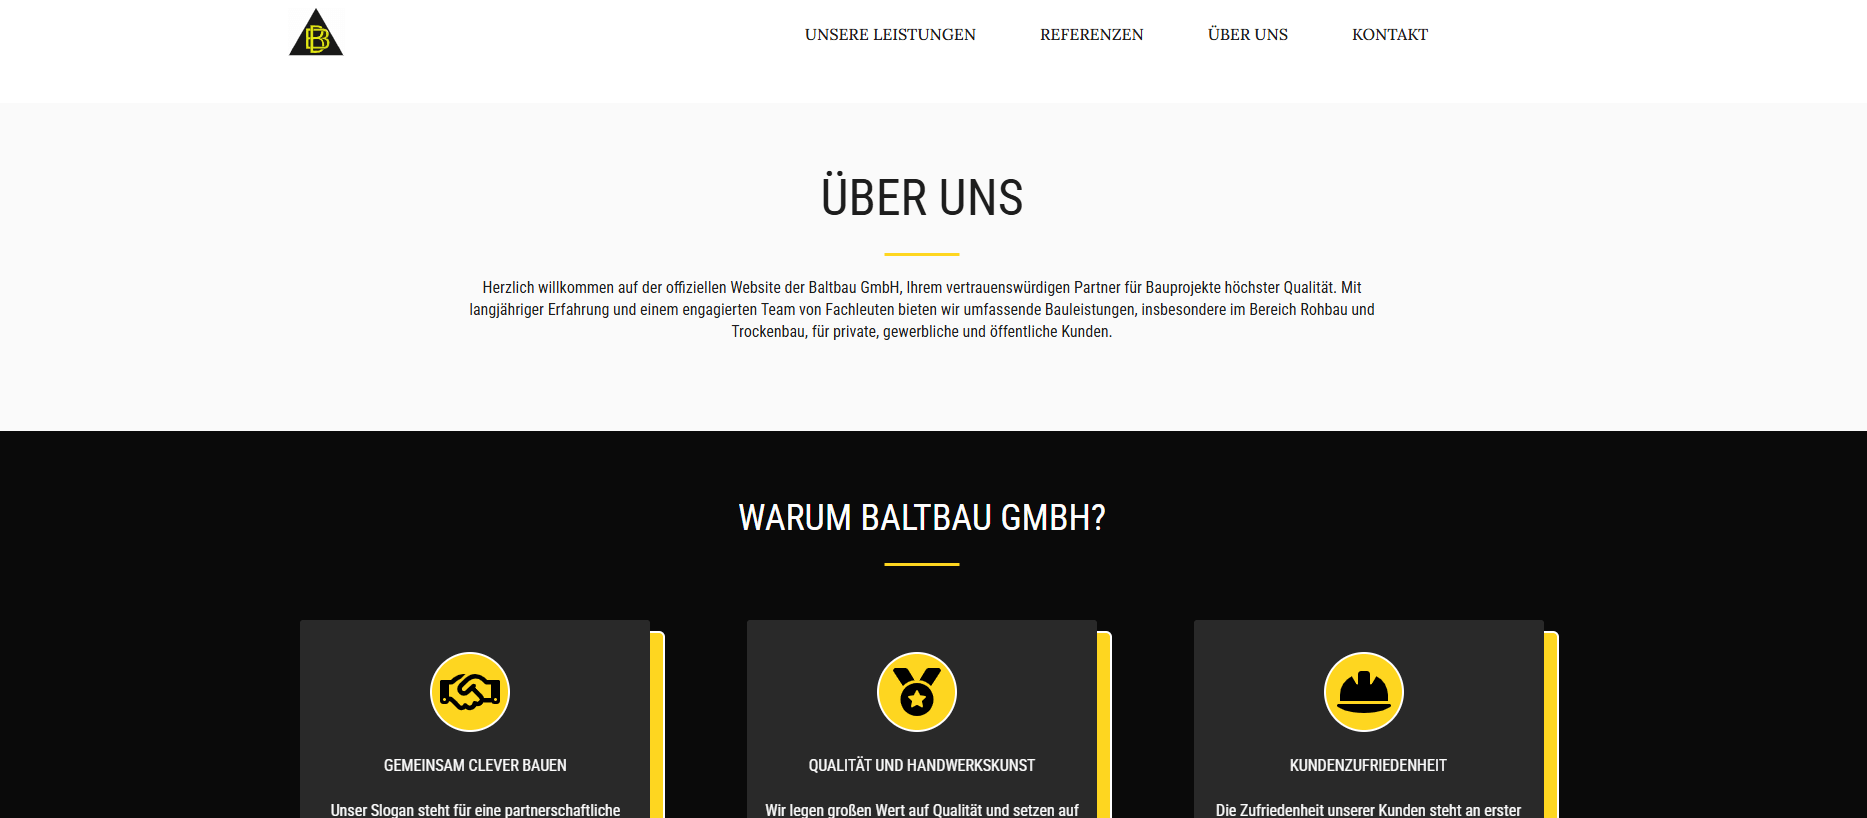 BB
UNSERE LEISTUNGEN REFERENZEN ÜBER UNS KONTAKT
ÜBER UNS
Herzlich willkommen auf der offiziellen Website der Baltbau GmbH, Ihrem vertrauenswürdigen Partner für Bauprojekte höchster Qualität. Mit
langjähriger Erfahrung und einem engagierten Team von Fachleuten bieten wir umfassende Bauleistungen, insbesondere im Bereich Rohbau und
Trockenbau, für private, gewerbliche und öffentliche Kunden.
WARUM BALTBAU GMBH?
GEMEINSAM CLEVER BAUEN
Unser Slogan steht für eine partnerschaftliche
QUALITÄT UND HANDWERKSKUNST
Wir legen großen Wert auf Qualität und setzen auf
KUNDENZUFRIEDENHEIT
Die Zufriedenheit unserer Kunden steht an erster